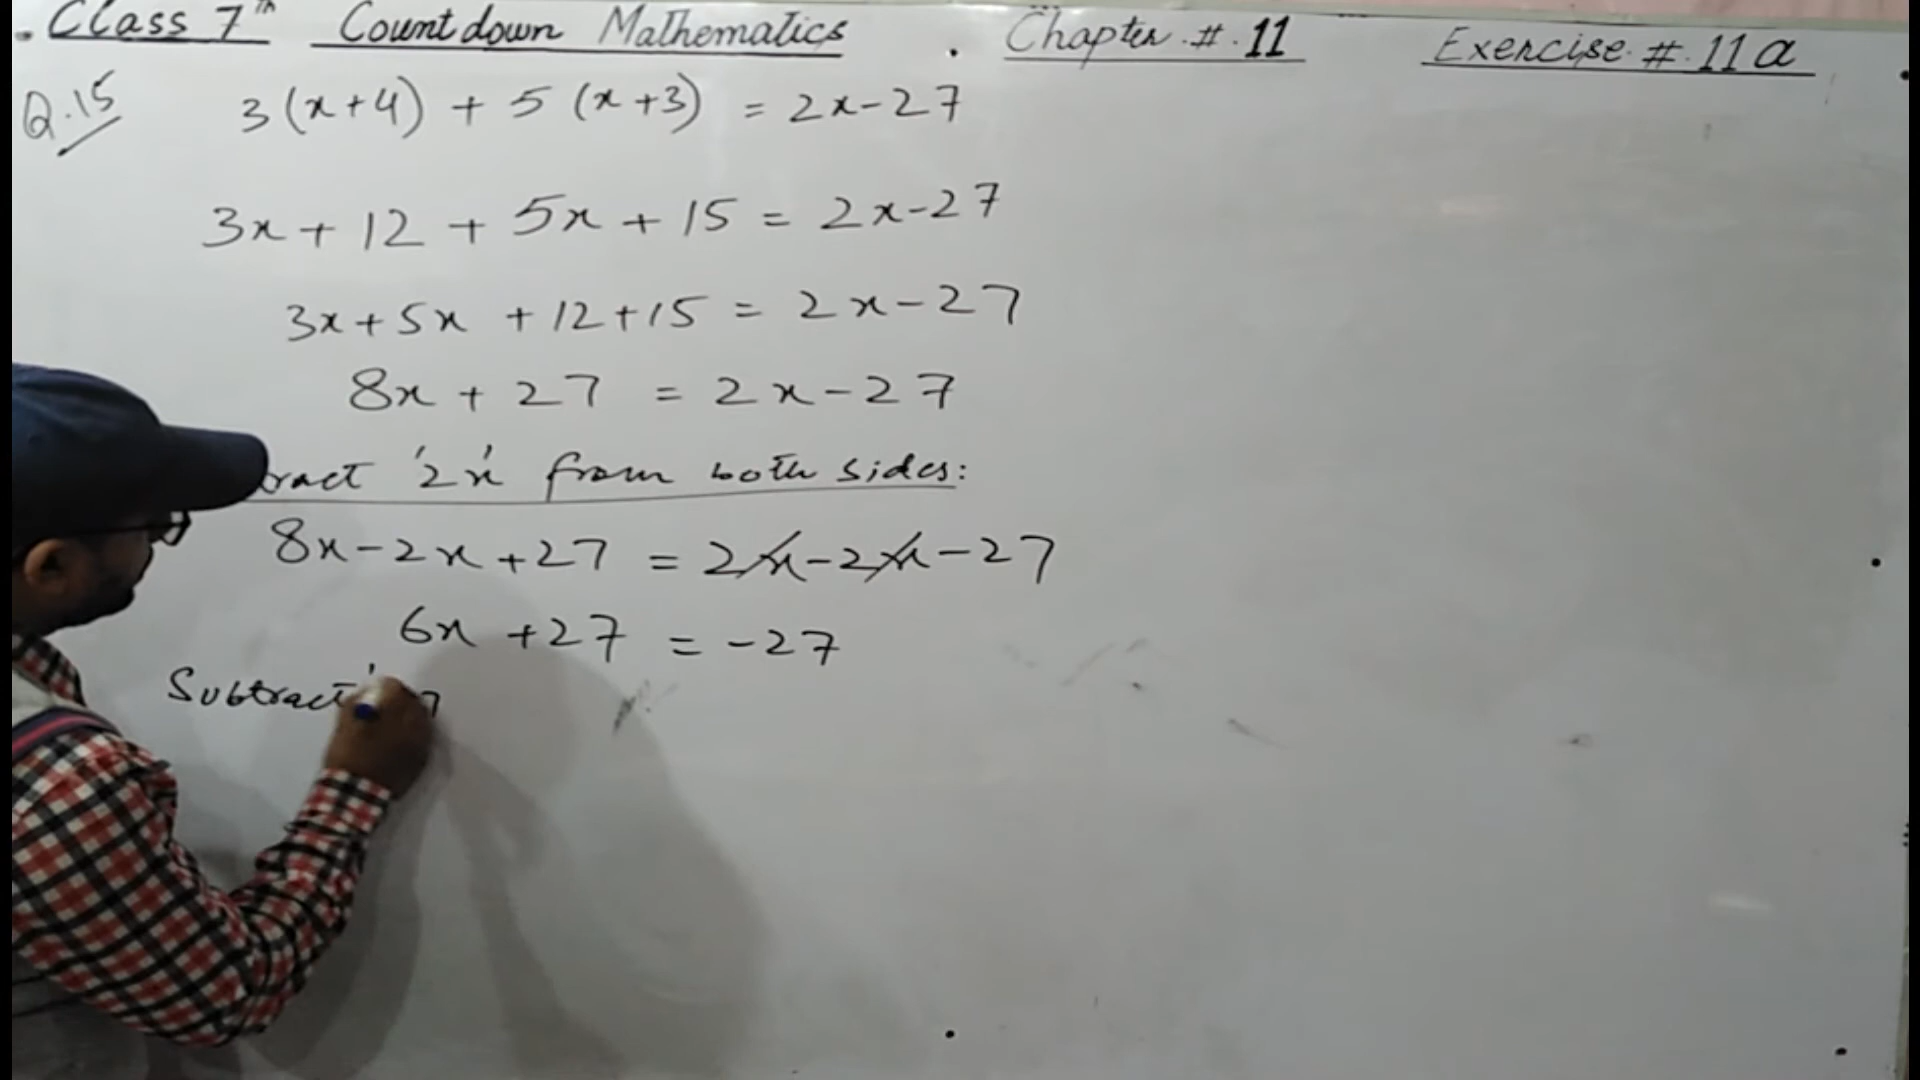 . Class 7th Countdown Mathematics . Chapter # 11 Exercise # 11a
Q.15 3(x+4) + 5(x+3) = 2x-27
3x + 12 + 5x + 15 = 2x-27
3x+5x +12+15 = 2x-27
8x + 27 = 2x-27
ract '2x' from both sides:
8x-2x+27 = 2x-2x-27
6x +27 = -27
Subtract '